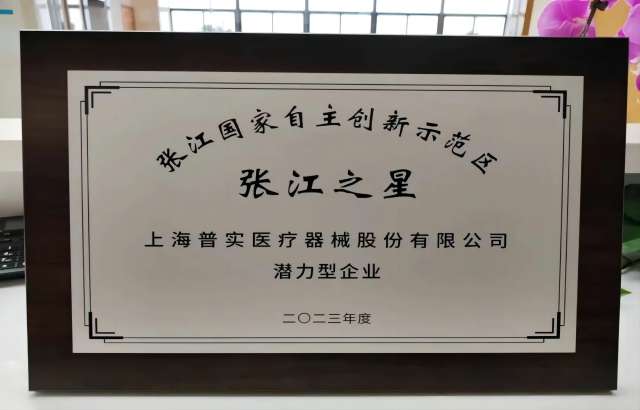 张江国家自主创新示范区
张江之星
上海普实医疗器械股份有限公司
潜力型企业
二〇二三年度